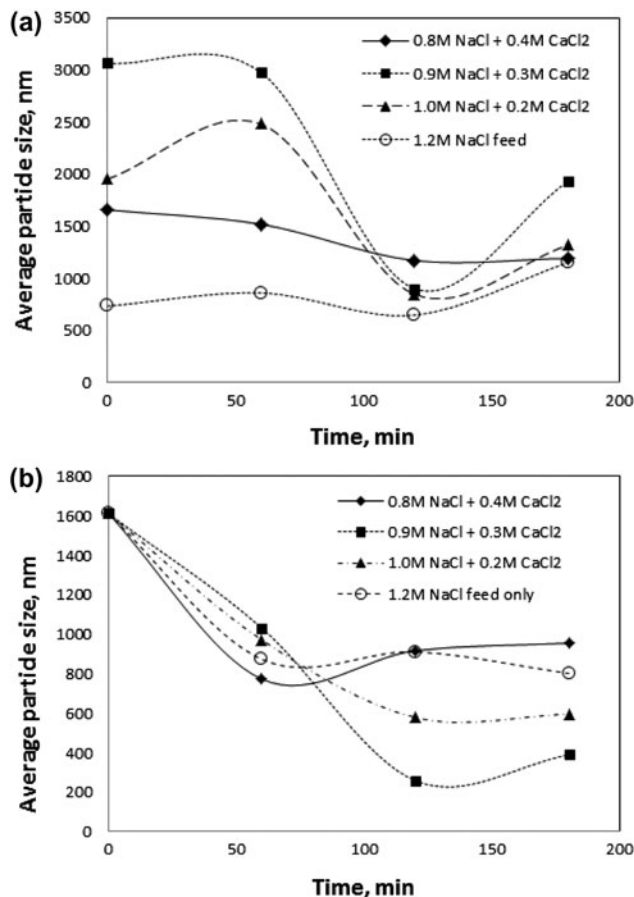 (a)
3500
3000
2500
2000
1500
1000
500
0
Average partide size, nm
0.8M NaCl + 0.4M CaCl2
0.9M NaCl + 0.3M CaCl2
1.0M NaCl + 0.2M CaCl2
1.2M NaCl feed
0 50 100 150 200
Time, min
(b)
1800
1600
1400
1200
1000
800
600
400
200
0
Average partide size, nm
0.8M NaCl + 0.4M CaCl2
0.9M NaCl + 0.3M CaCl2
1.0M NaCl + 0.2M CaCl2
1.2M NaCl feed only
0 50 100 150 200
Time, min